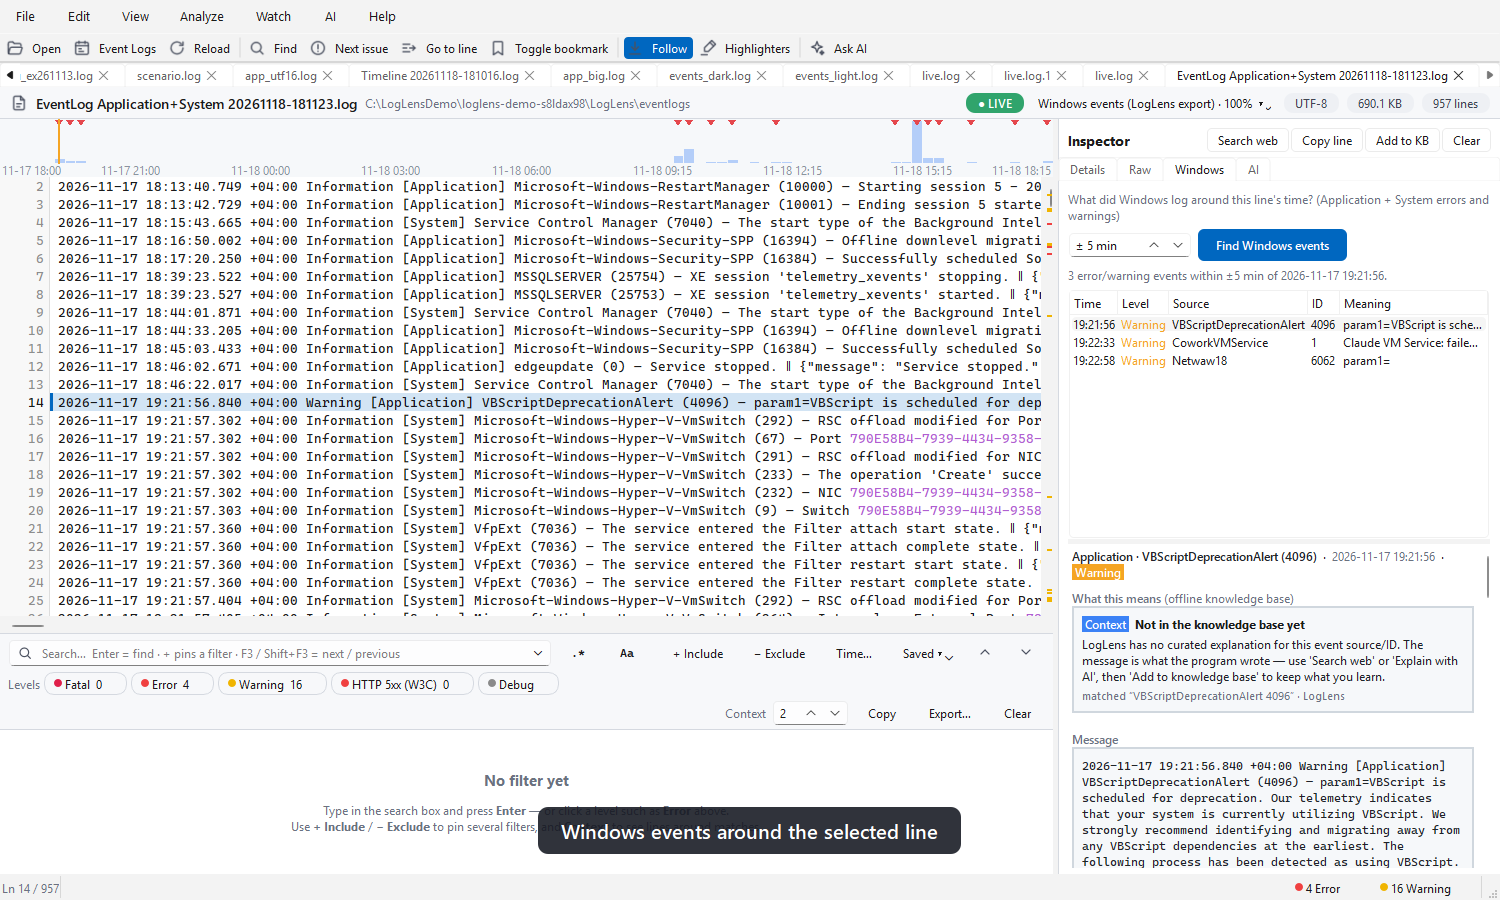 File Edit View Analyze Watch AI Help
Open Event Logs Reload Find Next issue Go to line Toggle bookmark Follow Highlighters Ask AI
_ex261113.log scenario.log app_utf16.log Timeline 20261118-181016.log app_big.log events_dark.log events_light.log live.log live.log.1 live.log EventLog Application+System 20261118-181123.log
EventLog Application+System 20261118-181123.log C:\LogLensDemo\loglens-demo-s8ldax98\LogLens\eventlogs ● LIVE Windows events (LogLens export) · 100% UTF-8 690.1 KB 957 lines
11-17 18:00 11-17 21:00 11-18 00:00 11-18 03:00 11-18 06:00 11-18 09:15 11-18 12:15 11-18 15:15 11-18 18:15
2 2026-11-17 18:13:40.749 +04:00 Information [Application] Microsoft-Windows-RestartManager (10000) — Starting session 5 - 20
3 2026-11-17 18:13:42.729 +04:00 Information [Application] Microsoft-Windows-RestartManager (10001) — Ending session 5 starte
4 2026-11-17 18:15:43.665 +04:00 Information [System] Service Control Manager (7040) — The start type of the Background Intel
5 2026-11-17 18:16:50.002 +04:00 Information [Application] Microsoft-Windows-Security-SPP (16394) — Offline downlevel migrati
6 2026-11-17 18:17:20.250 +04:00 Information [Application] Microsoft-Windows-Security-SPP (16384) — Successfully scheduled So
7 2026-11-17 18:39:23.522 +04:00 Information [Application] MSSQLSERVER (25754) — XE session 'telemetry_xevents' stopping. ‖ {"
8 2026-11-17 18:39:23.527 +04:00 Information [Application] MSSQLSERVER (25753) — XE session 'telemetry_xevents' started. ‖ {"m
9 2026-11-17 18:44:01.871 +04:00 Information [System] Service Control Manager (7040) — The start type of the Background Intel
10 2026-11-17 18:44:33.205 +04:00 Information [Application] Microsoft-Windows-Security-SPP (16394) — Offline downlevel migrati
11 2026-11-17 18:45:03.433 +04:00 Information [Application] Microsoft-Windows-Security-SPP (16384) — Successfully scheduled So
12 2026-11-17 18:46:02.671 +04:00 Information [Application] edgeupdate (0) — Service stopped. ‖ {"message": "Service stopped."
13 2026-11-17 18:46:22.017 +04:00 Information [System] Service Control Manager (7040) — The start type of the Background Intel
14 2026-11-17 19:21:56.840 +04:00 Warning [Application] VBScriptDeprecationAlert (4096) — param1=VBScript is scheduled for dep
15 2026-11-17 19:21:57.302 +04:00 Information [System] Microsoft-Windows-Hyper-V-VmSwitch (292) — RSC offload modified for Por
16 2026-11-17 19:21:57.302 +04:00 Information [System] Microsoft-Windows-Hyper-V-VmSwitch (67) — Port 790E58B4-7939-4434-9358-
17 2026-11-17 19:21:57.302 +04:00 Information [System] Microsoft-Windows-Hyper-V-VmSwitch (291) — RSC offload modified for NIC
18 2026-11-17 19:21:57.302 +04:00 Information [System] Microsoft-Windows-Hyper-V-VmSwitch (233) — The operation 'Create' succe
19 2026-11-17 19:21:57.302 +04:00 Information [System] Microsoft-Windows-Hyper-V-VmSwitch (232) — NIC 790E58B4-7939-4434-9358-
20 2026-11-17 19:21:57.303 +04:00 Information [System] Microsoft-Windows-Hyper-V-VmSwitch (9) — Switch 790E58B4-7939-4434-9358
21 2026-11-17 19:21:57.360 +04:00 Information [System] VfpExt (7036) — The service entered the Filter attach start state. ‖ {"m
22 2026-11-17 19:21:57.360 +04:00 Information [System] VfpExt (7036) — The service entered the Filter attach complete state. ‖
23 2026-11-17 19:21:57.360 +04:00 Information [System] VfpExt (7036) — The service entered the Filter restart start state. ‖ {
24 2026-11-17 19:21:57.360 +04:00 Information [System] VfpExt (7036) — The service entered the Filter restart complete state.
25 2026-11-17 19:21:57.404 +04:00 Information [System] Microsoft-Windows-Hyper-V-VmSwitch (292) — RSC offload modified for Por
Search... Enter = find · + pins a filter · F3 / Shift+F3 = next / previous .* Aa + Include − Exclude Time... Saved
Levels Fatal 0 Error 4 Warning 16 HTTP 5xx (W3C) 0 Debug
Context 2 Copy Export... Clear
No filter yet
Type in the search box and press Enter — or click a level such as Error above.
Use + Include / − Exclude to pin several filters,
Windows events around the selected line
Inspector Search web Copy line Add to KB Clear
Details Raw Windows AI
What did Windows log around this line's time? (Application + System errors and
warnings)
± 5 min Find Windows events
3 error/warning events within ±5 min of 2026-11-17 19:21:56.
Time Level Source ID Meaning
19:21:56 Warning VBScriptDeprecationAlert 4096 param1=VBScript is sche...
19:22:33 Warning CoworkVMService 1 Claude VM Service: faile...
19:22:58 Warning Netwaw18 6062 param1=
Application · VBScriptDeprecationAlert (4096) · 2026-11-17 19:21:56 ·
Warning
What this means (offline knowledge base)
Context Not in the knowledge base yet
LogLens has no curated explanation for this event source/ID. The
message is what the program wrote — use 'Search web' or 'Explain with
AI', then 'Add to knowledge base' to keep what you learn.
matched "VBScriptDeprecationAlert 4096" · LogLens
Message
2026-11-17 19:21:56.840 +04:00 Warning [Application]
VBScriptDeprecationAlert (4096) — param1=VBScript is
scheduled for deprecation. Our telemetry indicates
that your system is currently utilizing VBScript. We
strongly recommend identifying and migrating away from
any VBScript dependencies at the earliest. The
following process has been detected as using VBScript.
Ln 14 / 957 4 Error 16 Warning